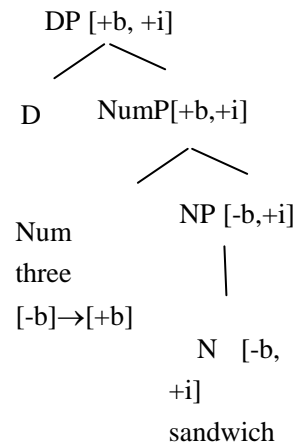 DP [+b, +i]
D NumP[+b,+i]
NP [-b,+i]
Num
three
[-b]→[+b]
N [-b,
+i]
sandwich